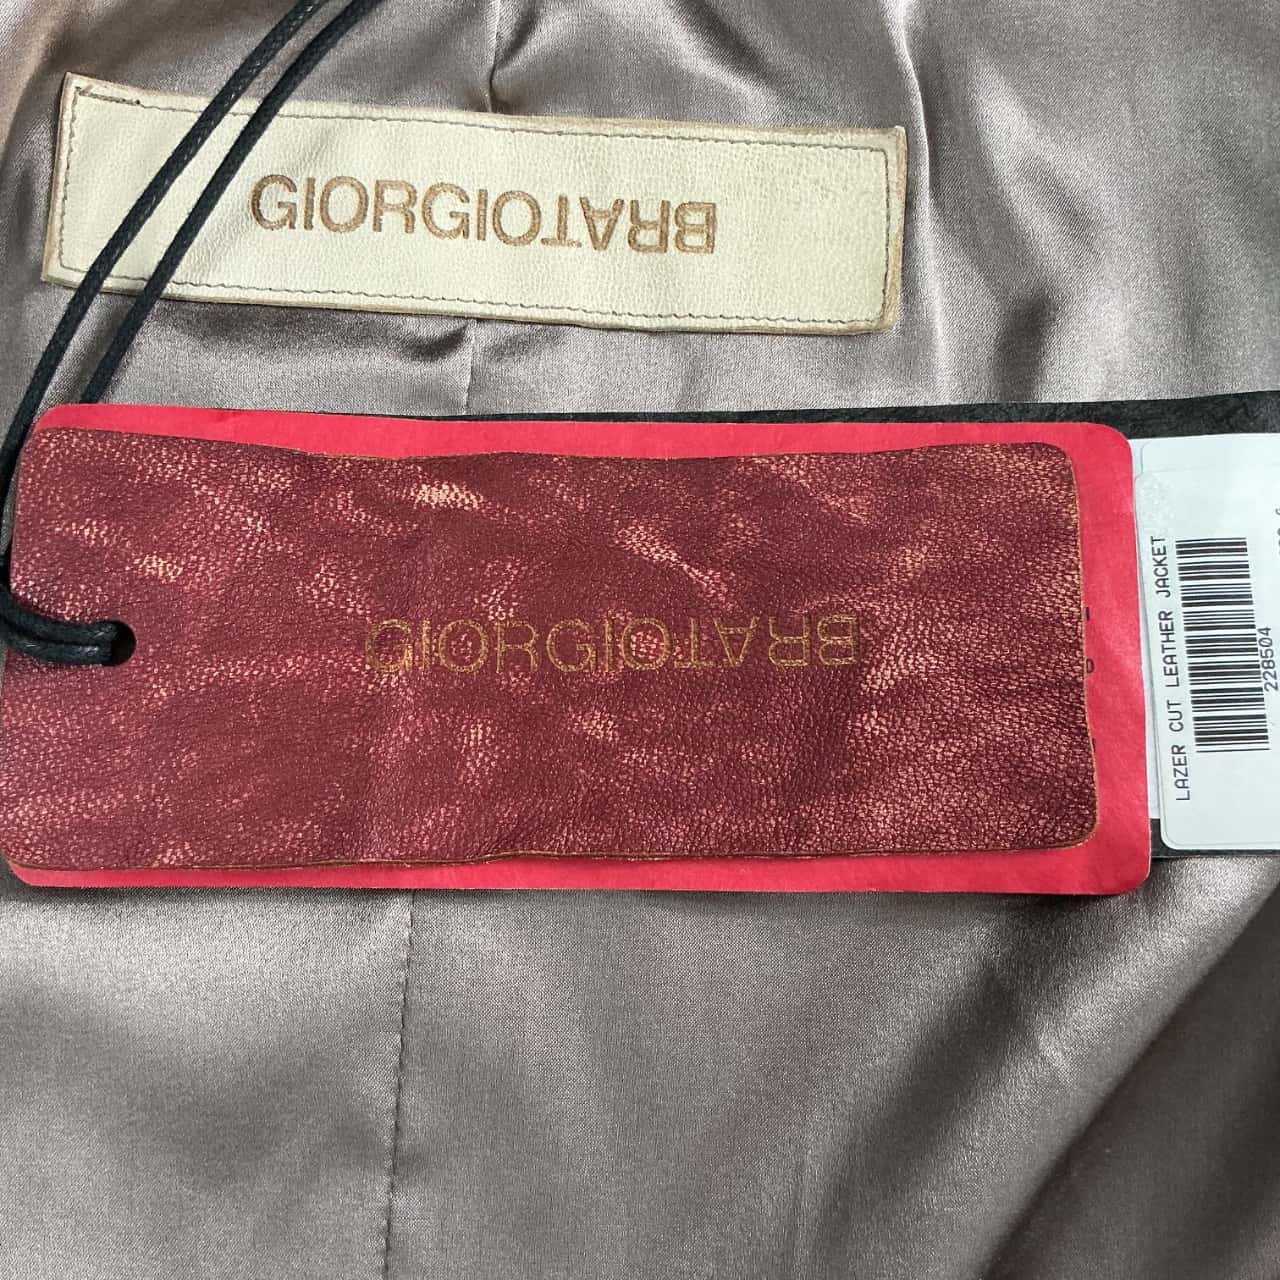 GIORGIOBRATO
GIORGIOBRATO
LAZER CUT LEATHER JACKET
228504